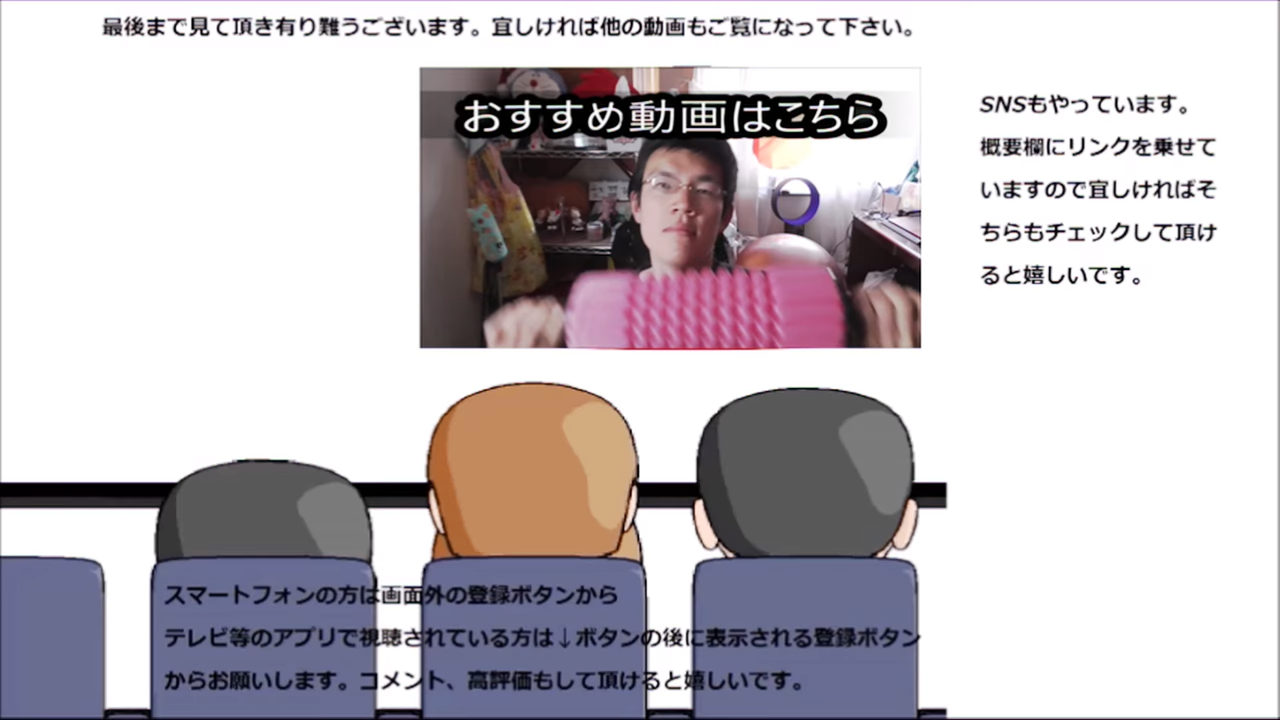 最後まで見て頂き有り難うございます。宜しければ他の動画もご覧になって下さい。
おすすめ動画はこちら
SNSもやっています。
概要欄にリンクを乗せて
いますので宜しければそ
ちらもチェックして頂け
ると嬉しいです。
スマートフォンの方は画面外の登録ボタンから
テレビ等のアプリで視聴されている方は↓ボタンの後に表示される登録ボタン
からお願いします。コメント、高評価もして頂けると嬉しいです。